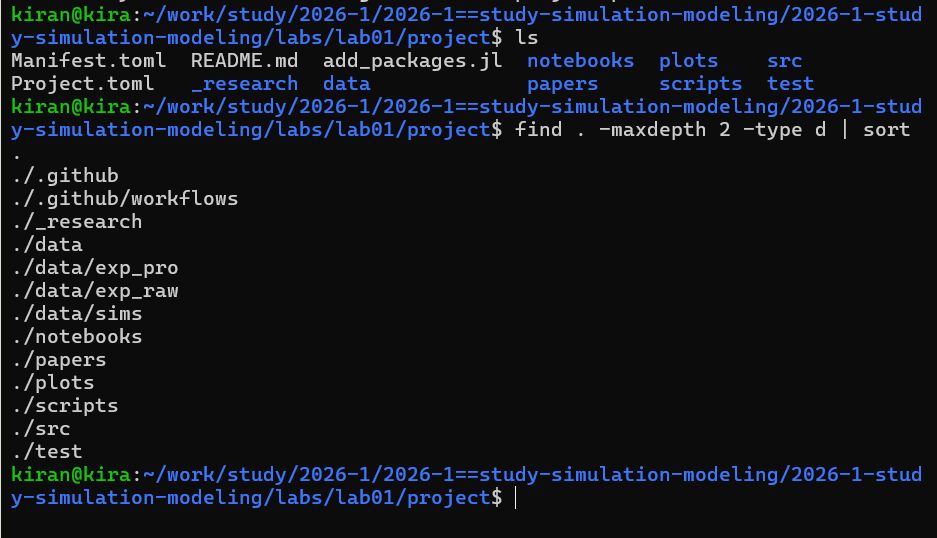 kiran@kira:~/work/study/2026-1/2026-1==study-simulation-modeling/2026-1-stud
y-simulation-modeling/labs/lab01/project$ ls
Manifest.toml  README.md  add_packages.jl  notebooks  plots    src
Project.toml   _research  data             papers     scripts  test
kiran@kira:~/work/study/2026-1/2026-1==study-simulation-modeling/2026-1-stud
y-simulation-modeling/labs/lab01/project$ find . -maxdepth 2 -type d | sort
.
./.github
./.github/workflows
./_research
./data
./data/exp_pro
./data/exp_raw
./data/sims
./notebooks
./papers
./plots
./scripts
./src
./test
kiran@kira:~/work/study/2026-1/2026-1==study-simulation-modeling/2026-1-stud
y-simulation-modeling/labs/lab01/project$